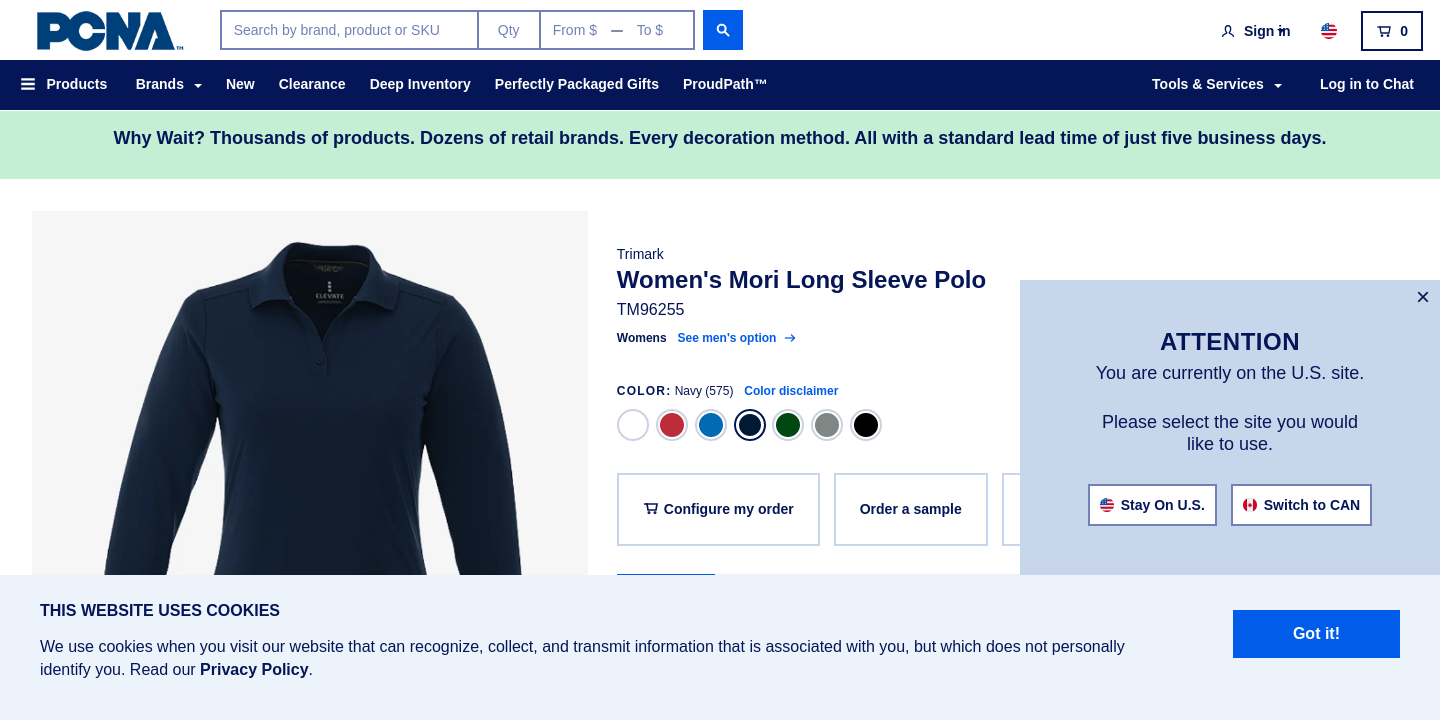 PCNA™
Search by brand, product or SKU
Qty
From $ — To $
Sign in
0
Products
Brands
New
Clearance
Deep Inventory
Perfectly Packaged Gifts
ProudPath™
Tools & Services
Log in to Chat
Why Wait? Thousands of products. Dozens of retail brands. Every decoration method. All with a standard lead time of just five business days.
ELEVATE
Trimark
Women's Mori Long Sleeve Polo
TM96255
Womens See men's option →
COLOR: Navy (575) Color disclaimer
Configure my order
Order a sample
×
ATTENTION
You are currently on the U.S. site.
Please select the site you would
like to use.
Stay On U.S.
Switch to CAN
THIS WEBSITE USES COOKIES
We use cookies when you visit our website that can recognize, collect, and transmit information that is associated with you, but which does not personally
identify you. Read our Privacy Policy.
Got it!